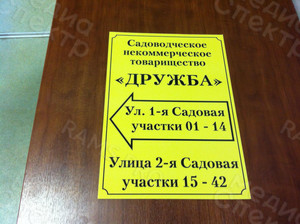 Садоводческое
некоммерческое
товарищество
«ДРУЖБА»
Ул. 1-я Садовая
участки 01 - 14
Улица 2-я Садовая
участки 15 - 42